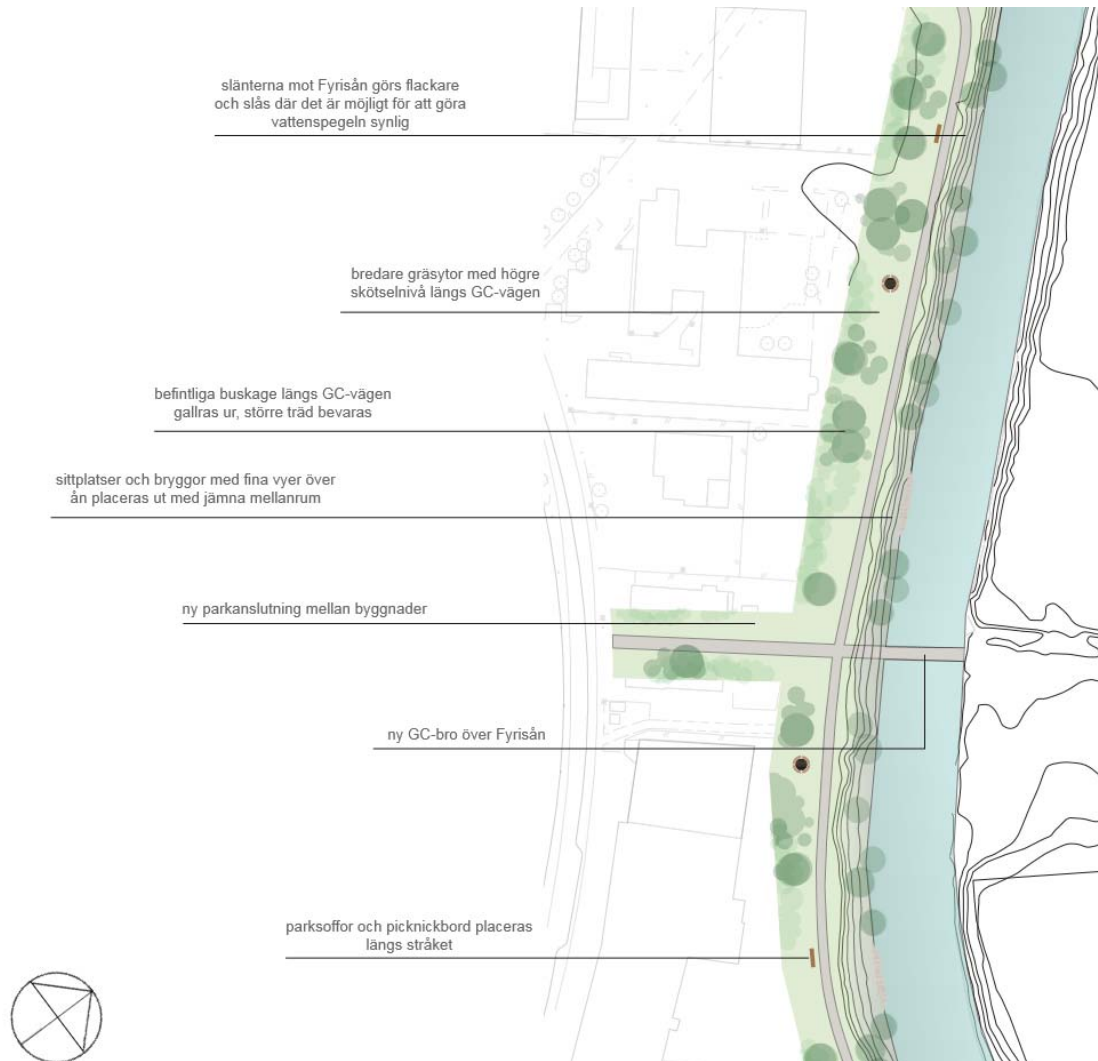 slänterna mot Fyrisån görs flackare
och slås där det är möjligt för att göra
vattenspegeln synlig
bredare gräsytor med högre
skötselnivå längs GC-vägen
befintliga buskage längs GC-vägen
gallras ur, större träd bevaras
sittplatser och bryggor med fina vyer över
ån placeras ut med jämna mellanrum
ny parkanslutning mellan byggnader
ny GC-bro över Fyrisån
parksoffor och picknickbord placeras
längs stråket